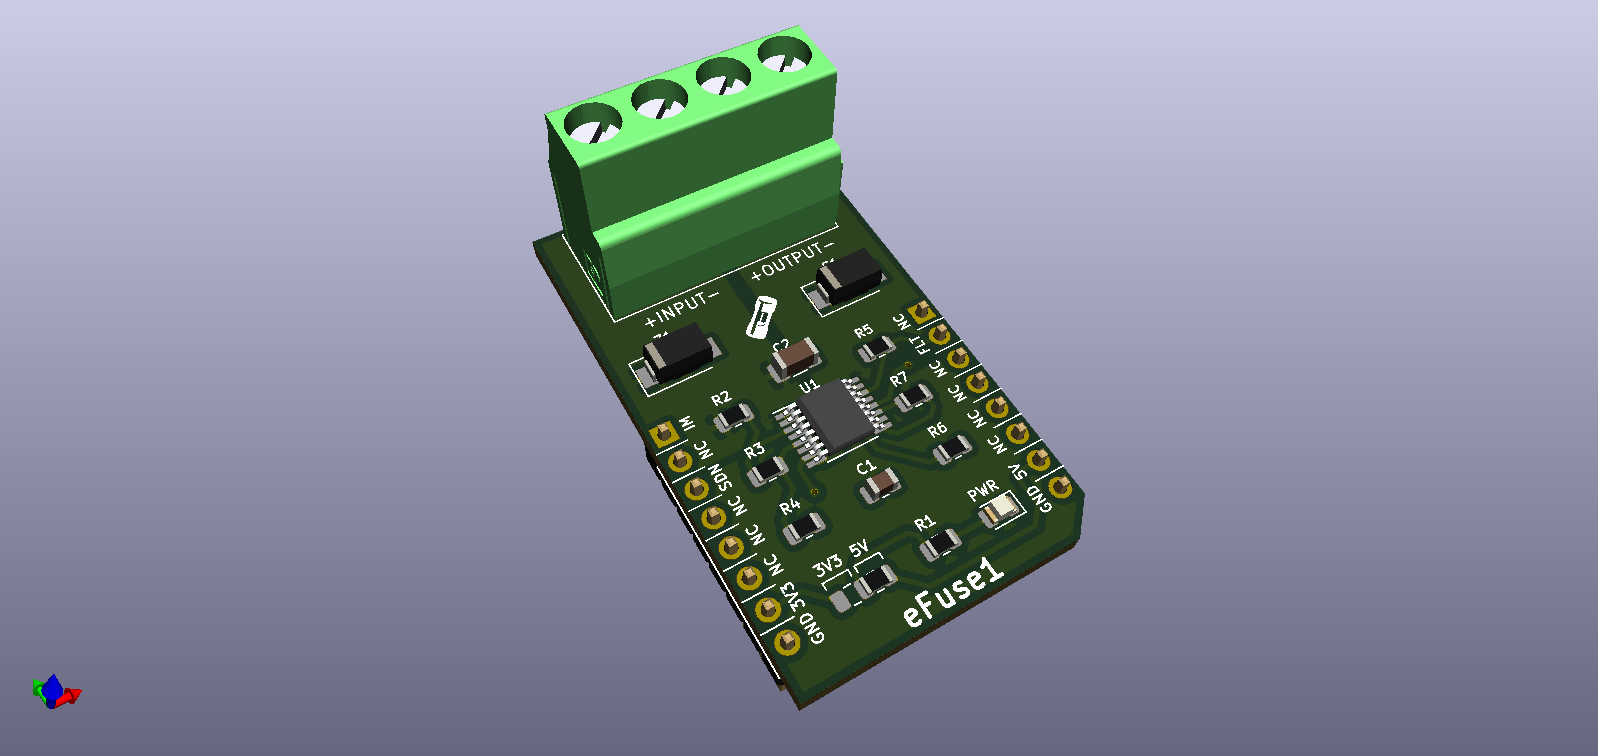 +OUTPUT-
+INPUT-
C2
R5
U1
R7
R2
R6
R3
C1
R4
PWR
R1
3V3
5V
eFuse1
IM
NC
SDN
NC
NC
NC
3V3
GND
NC
FLT
NC
NC
NC
NC
5V
GND